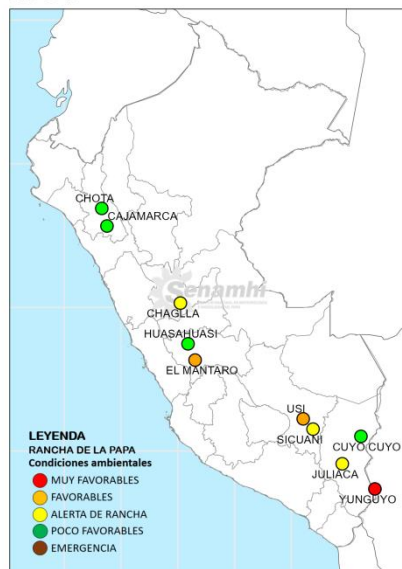 CHOTA
CAJAMARCA
Senamhi
CHAGLLA
HUASAHUASI
EL MANTARO
USI
SICUANI
CUYO CUYO
JULIACA
YUNGUYO
LEYENDA
RANCHA DE LA PAPA
Condiciones ambientales
MUY FAVORABLES
FAVORABLES
ALERTA DE RANCHA
POCO FAVORABLES
EMERGENCIA